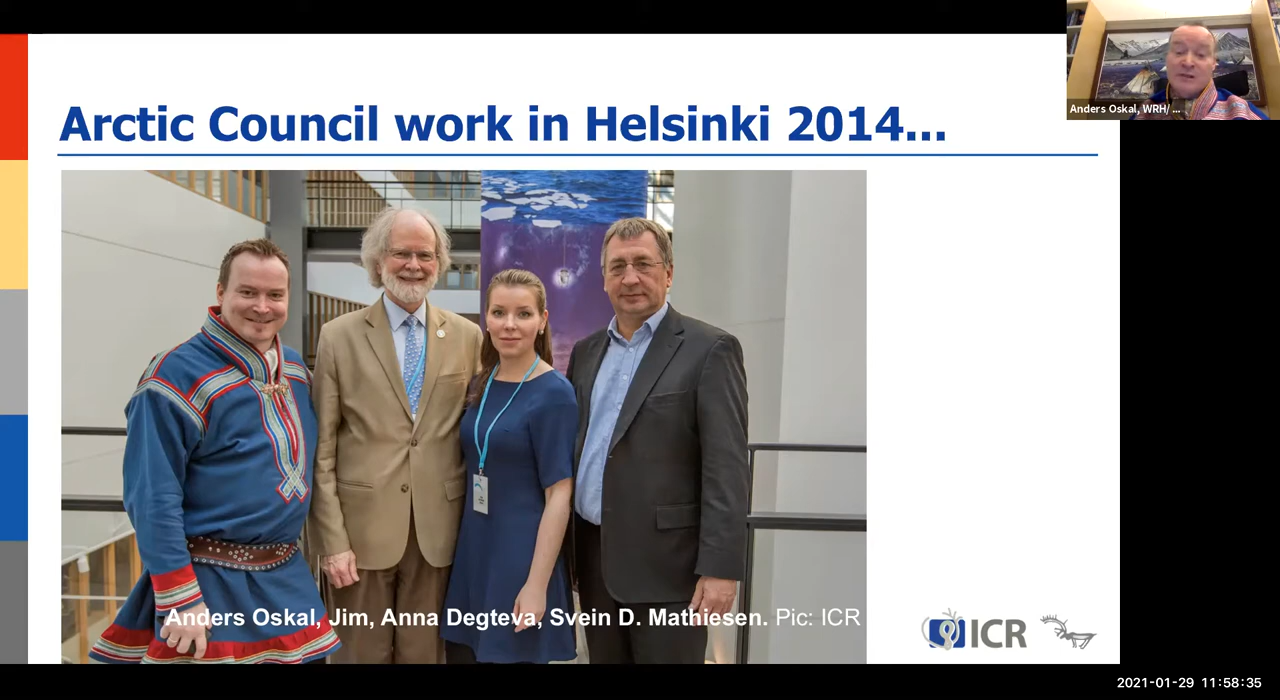 Arctic Council work in Helsinki 2014...
Anders Oskal, WRH/ ...
Anders Oskal, Jim, Anna Degteva, Svein D. Mathiesen. Pic: ICR
ICR
2021-01-29 11:58:35